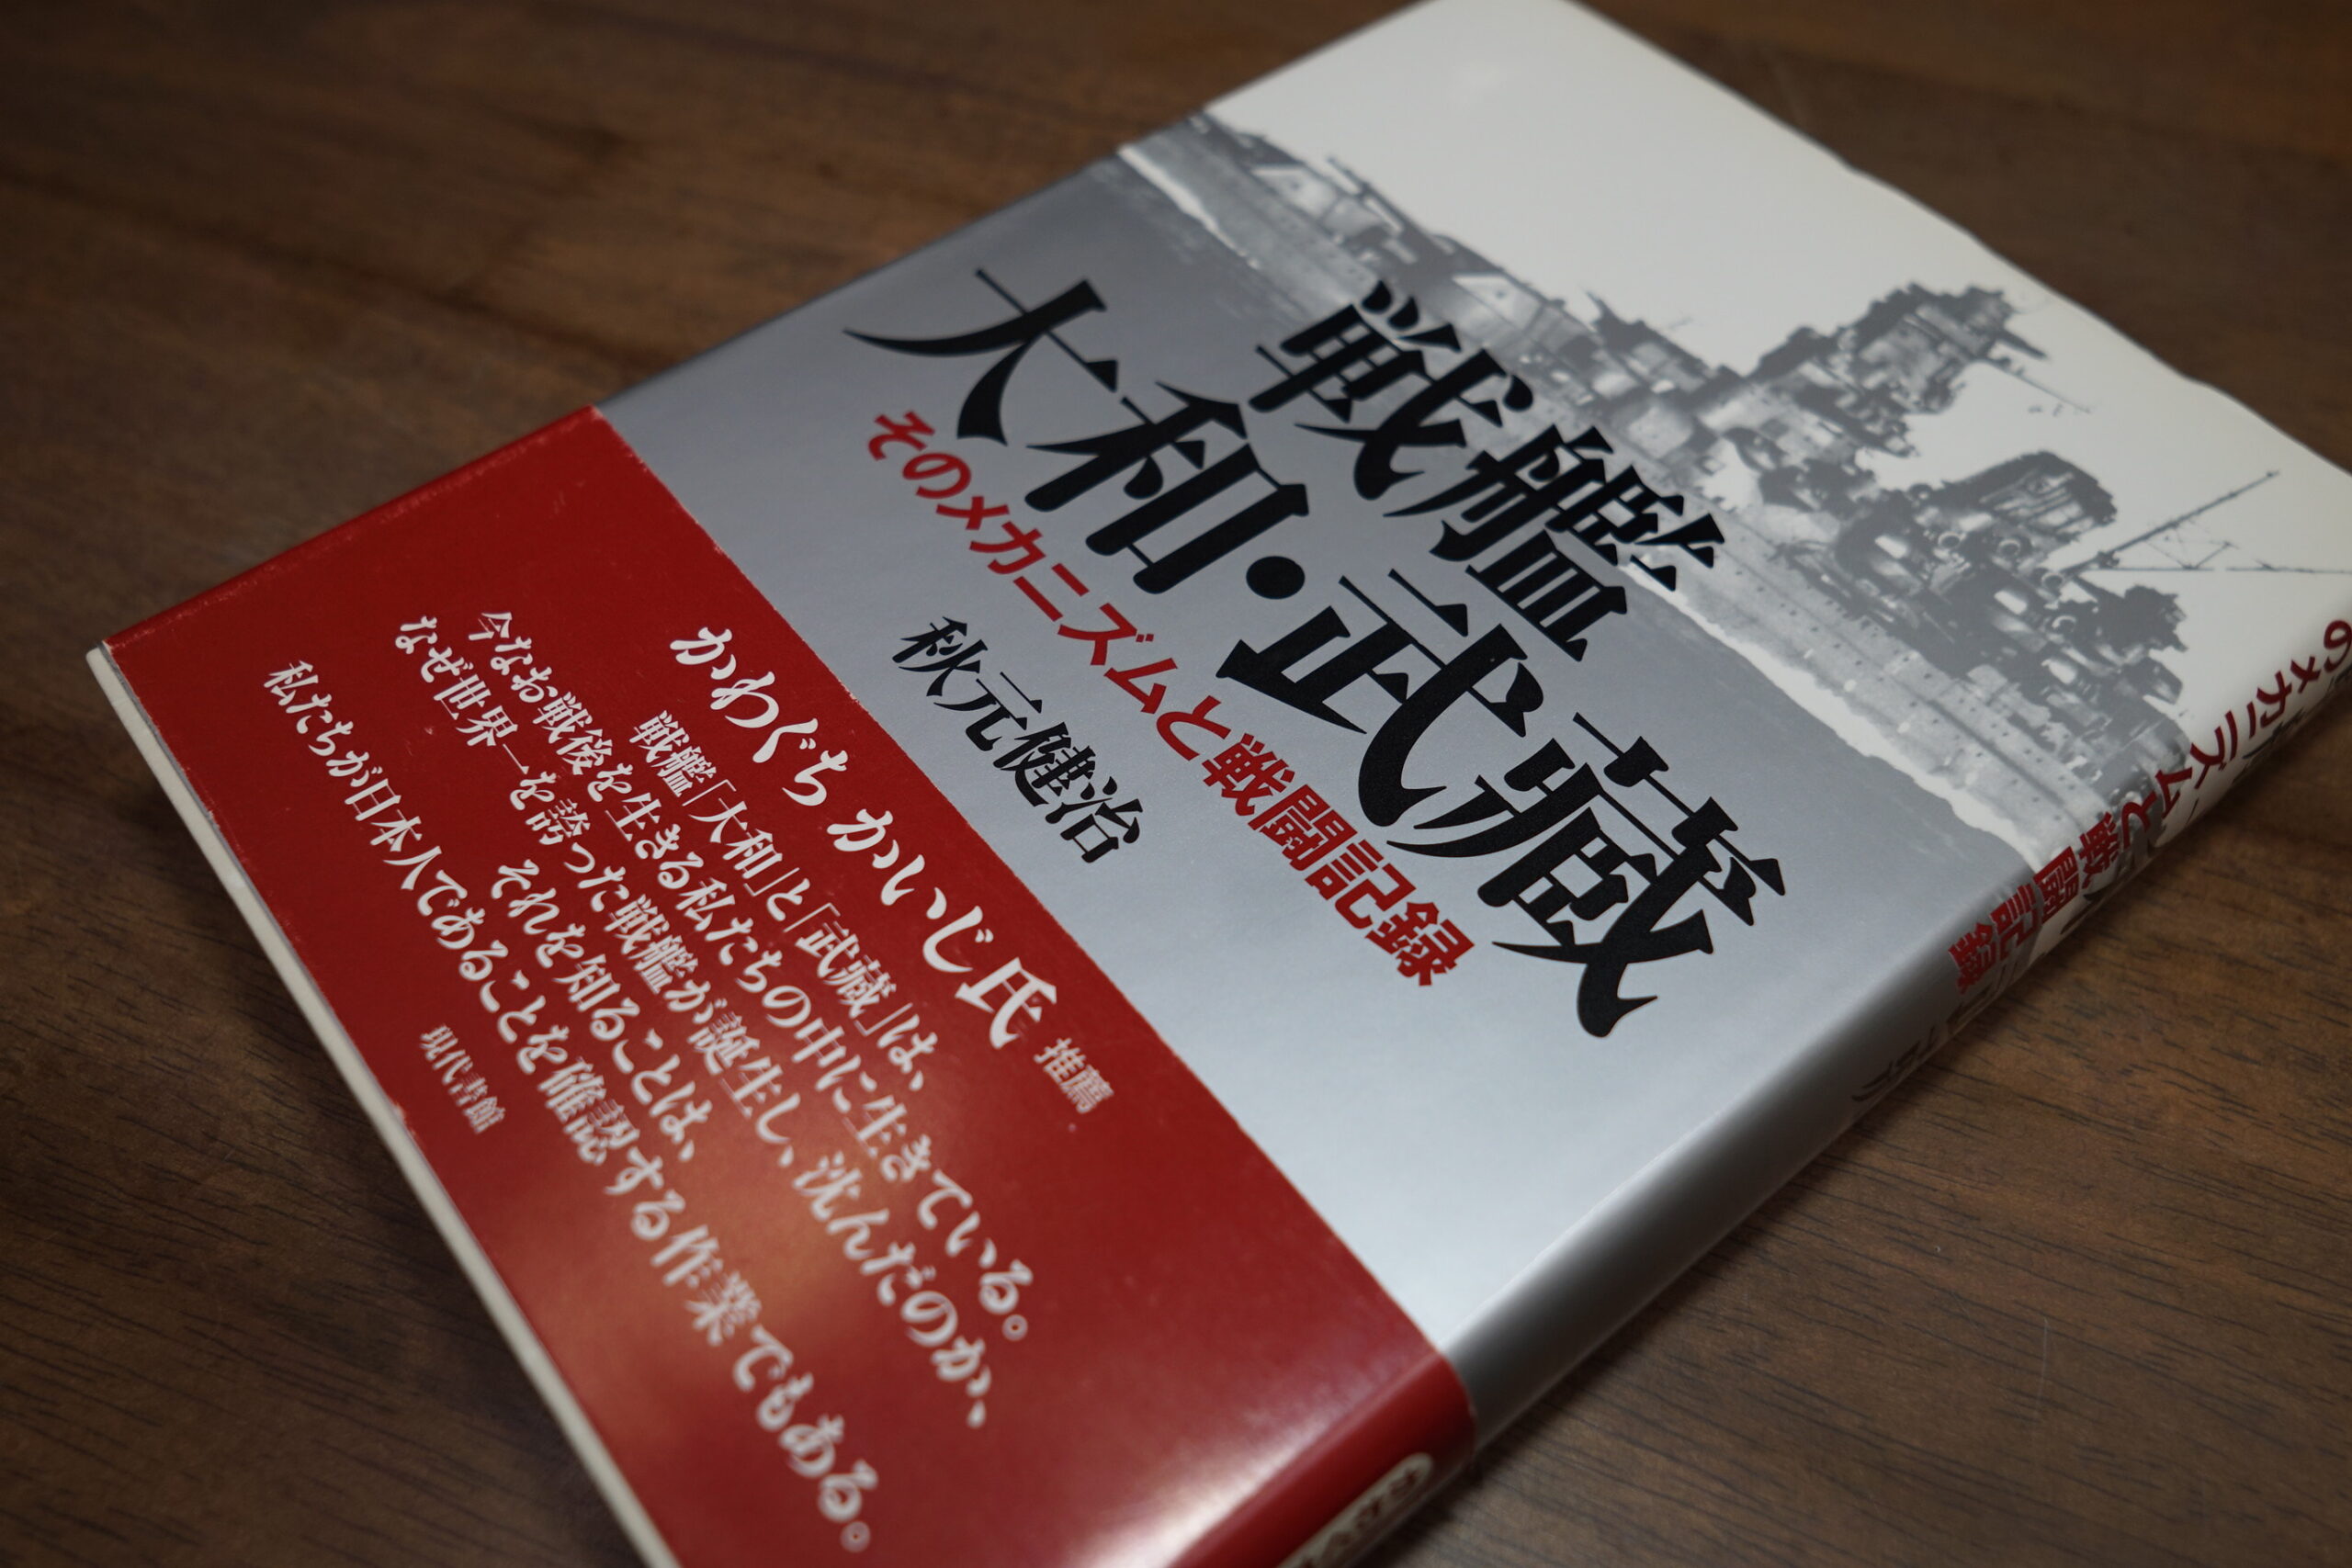 戦艦
大和・武蔵
そのメカニズムと戦闘記録
秋元健治
かわぐちかいじ氏 推薦
戦艦「大和」と「武蔵」は、
今なお戦後を生きる私たちの中に生きている。
なぜ世界一を誇った戦艦が誕生し、沈んだのか、
それを知ることは、
私たちが日本人であることを確認する作業でもある。
現代書館
のメカニズムと戦闘記録